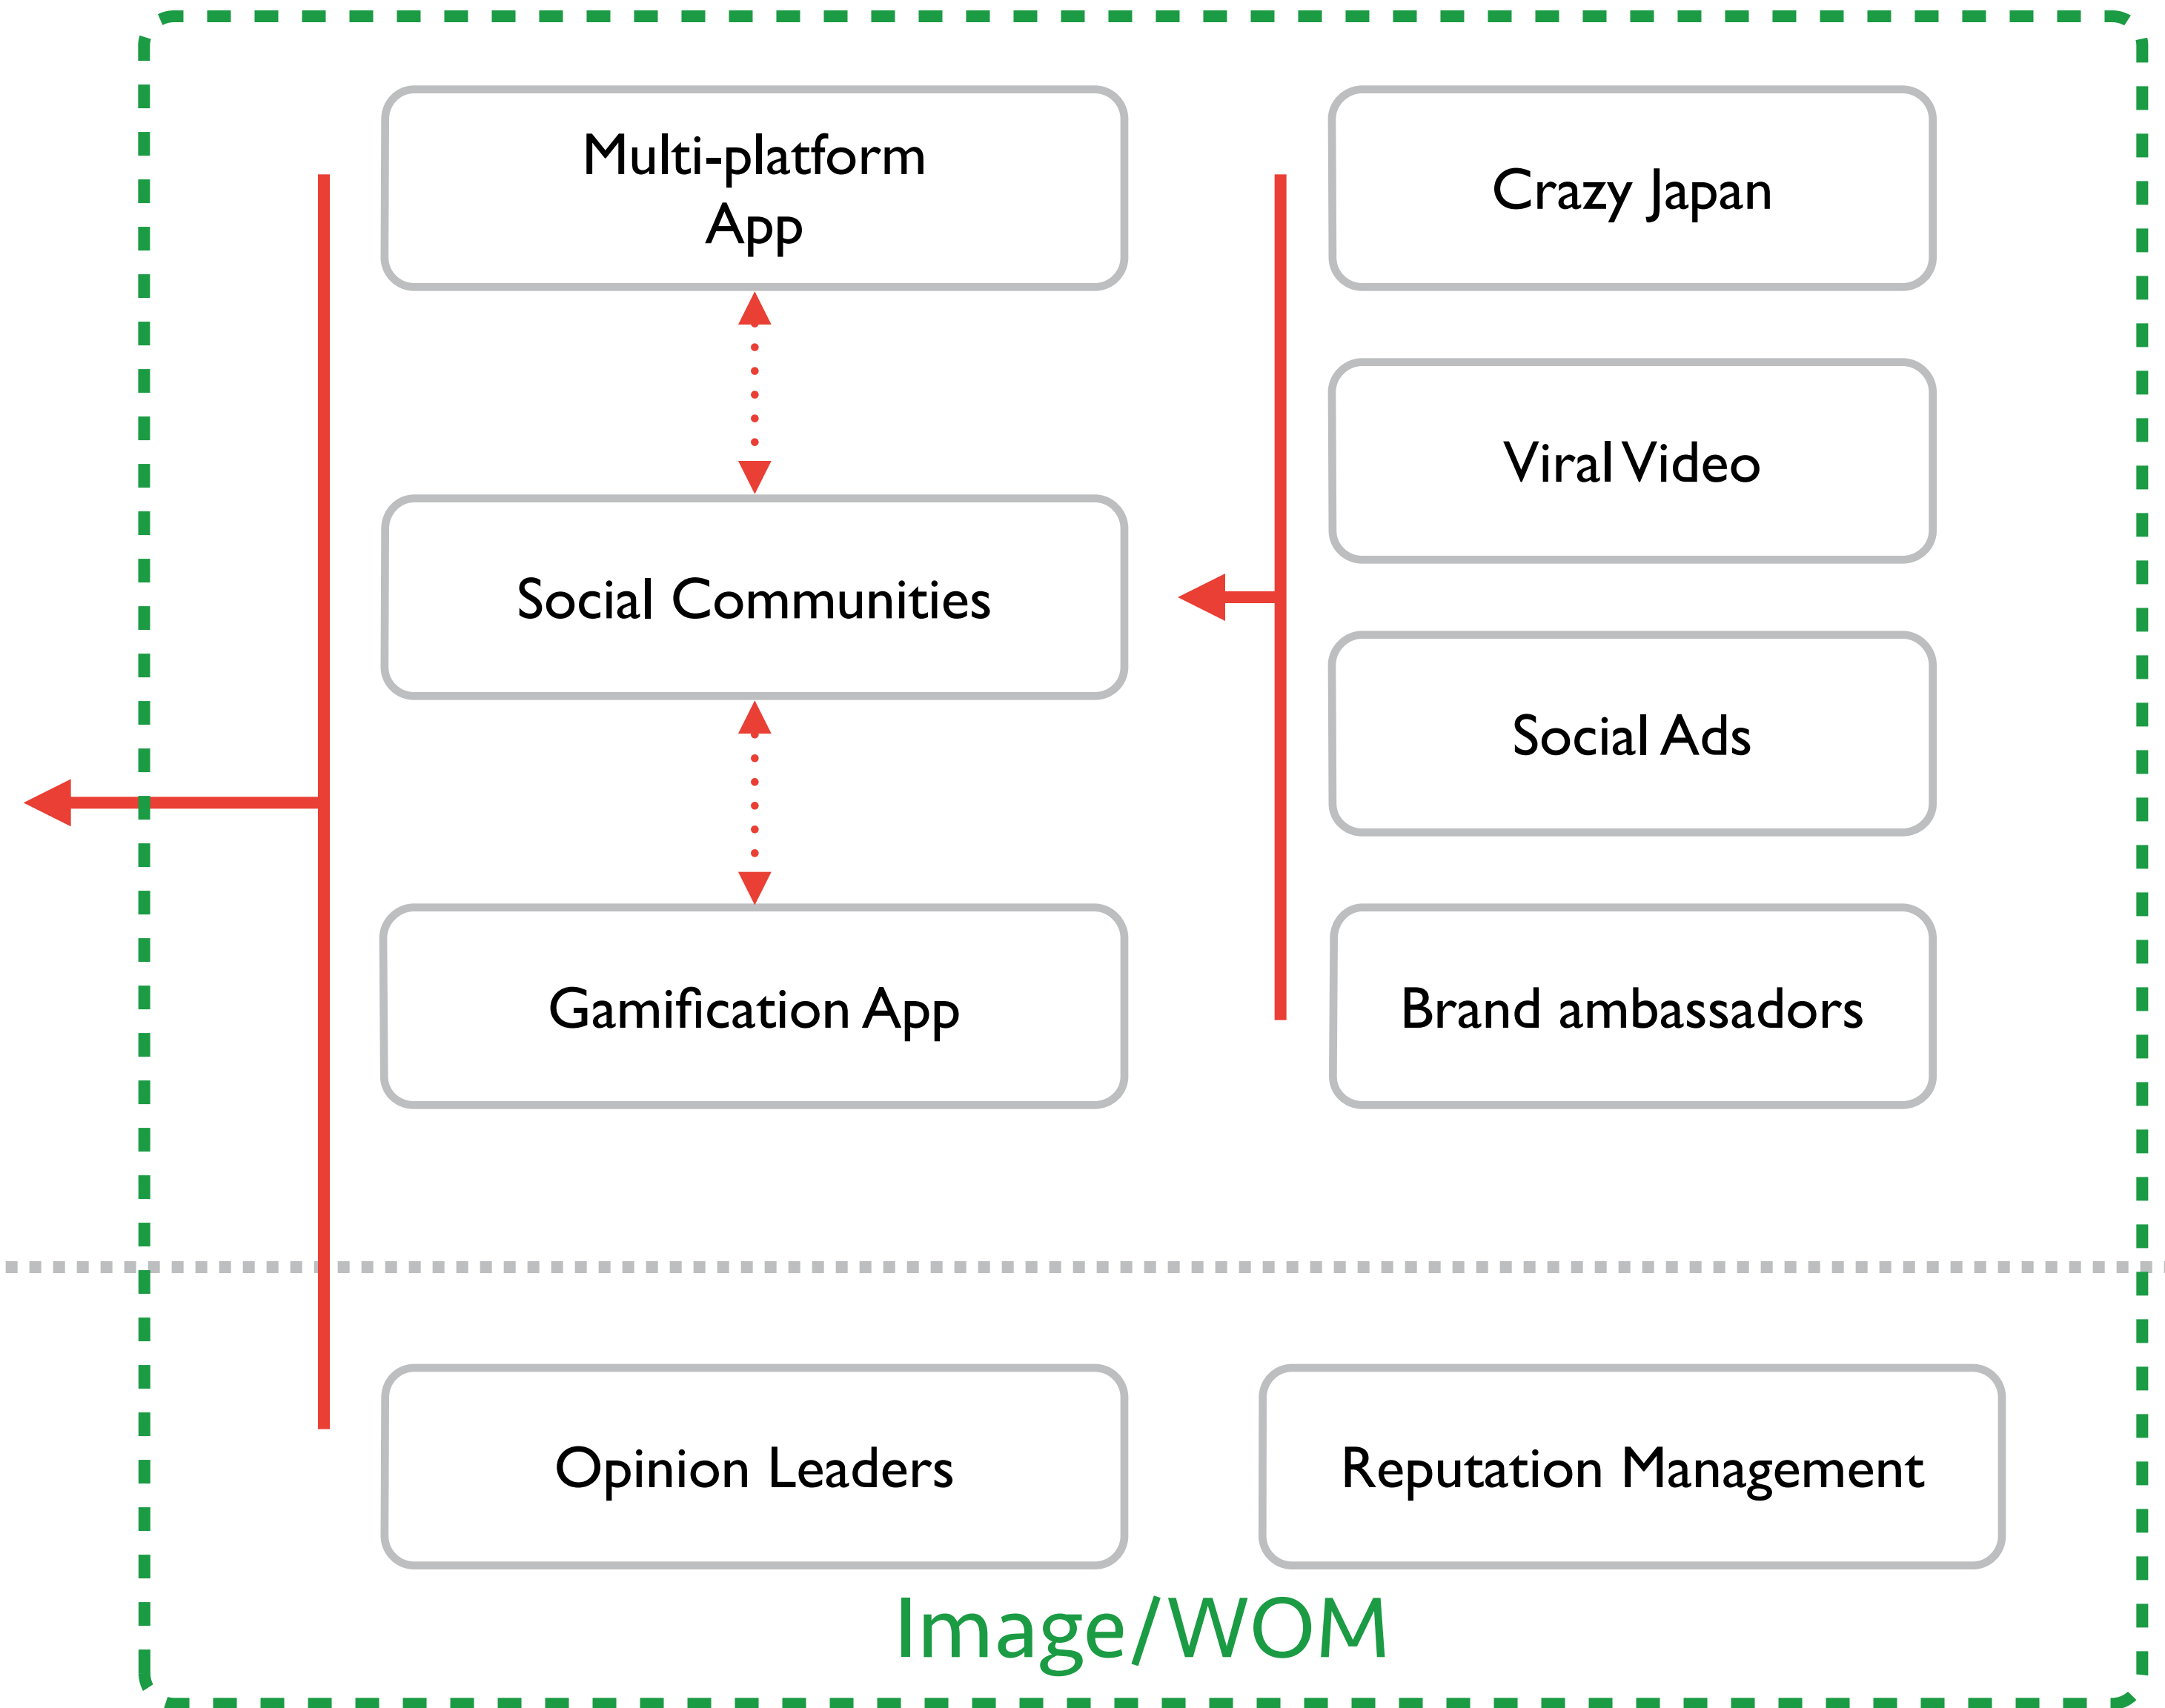 Multi-platform
App
Crazy Japan
Viral Video
Social Communities
Social Ads
Gamification App
Brand ambassadors
Opinion Leaders
Reputation Management
Image/WOM